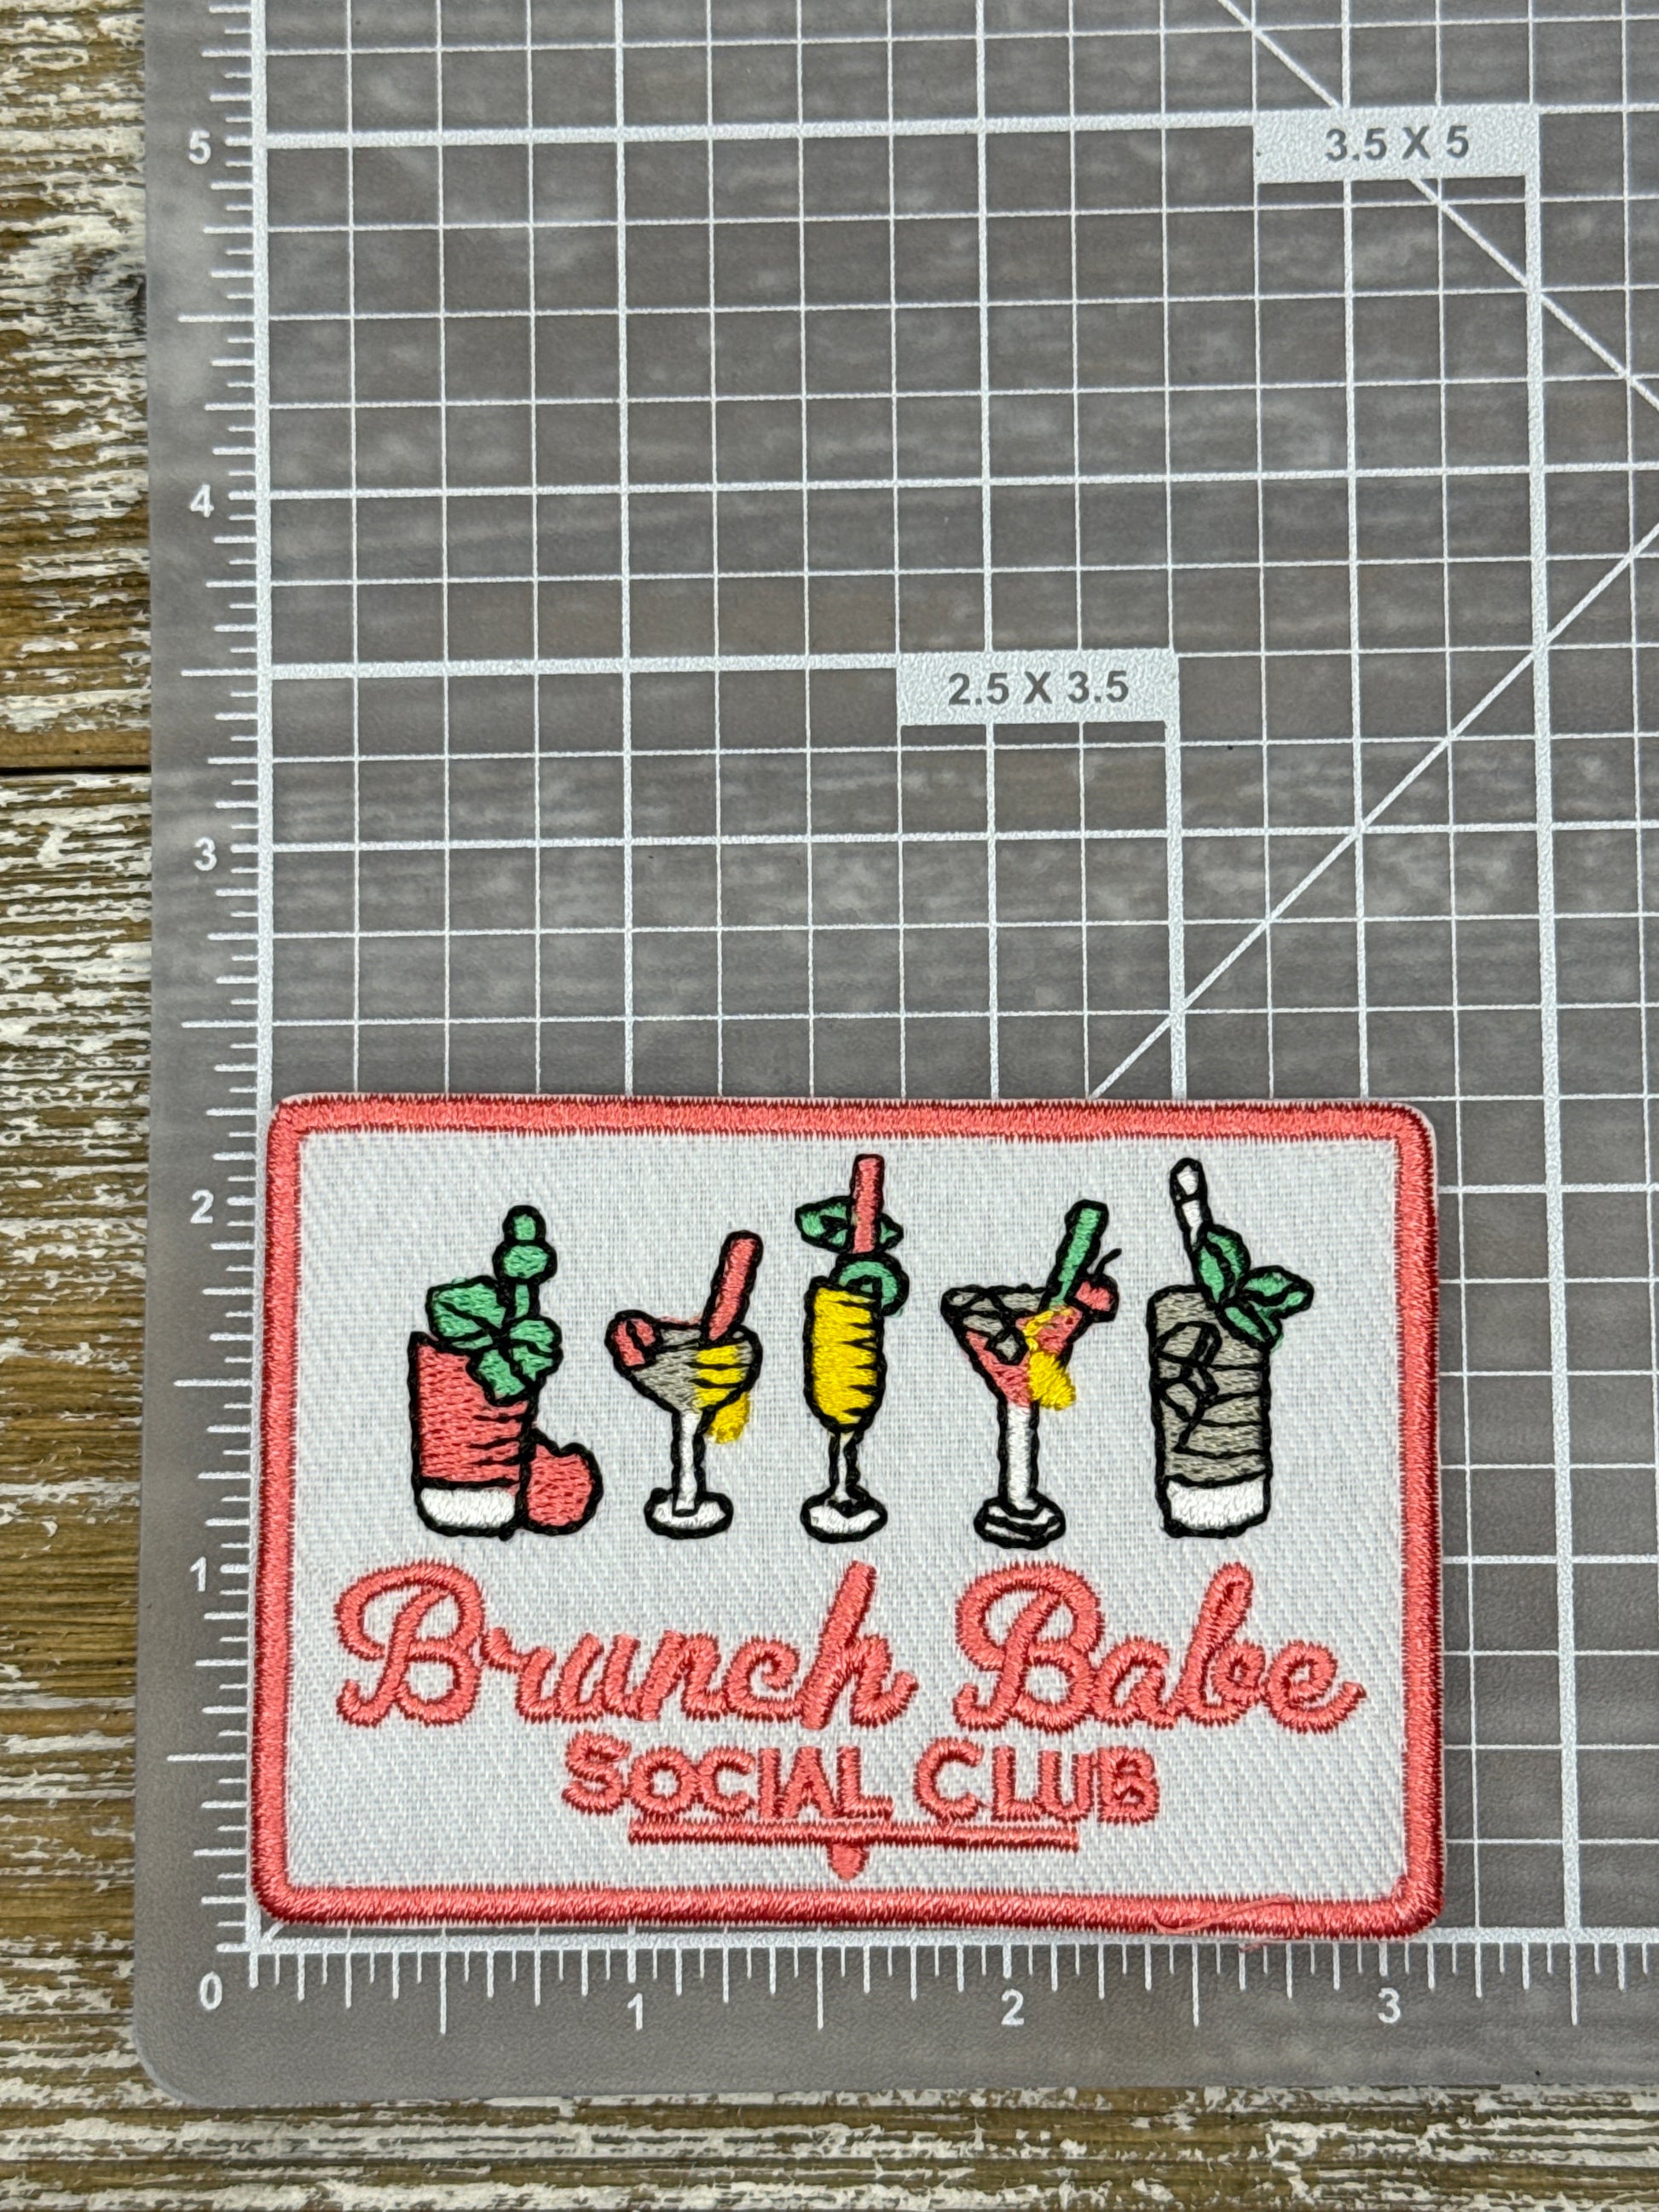 5
3.5 X 5
4
2.5 X 3.5
3
2
1
Brunch Babe
SOCIAL CLUB
0 1 2 3